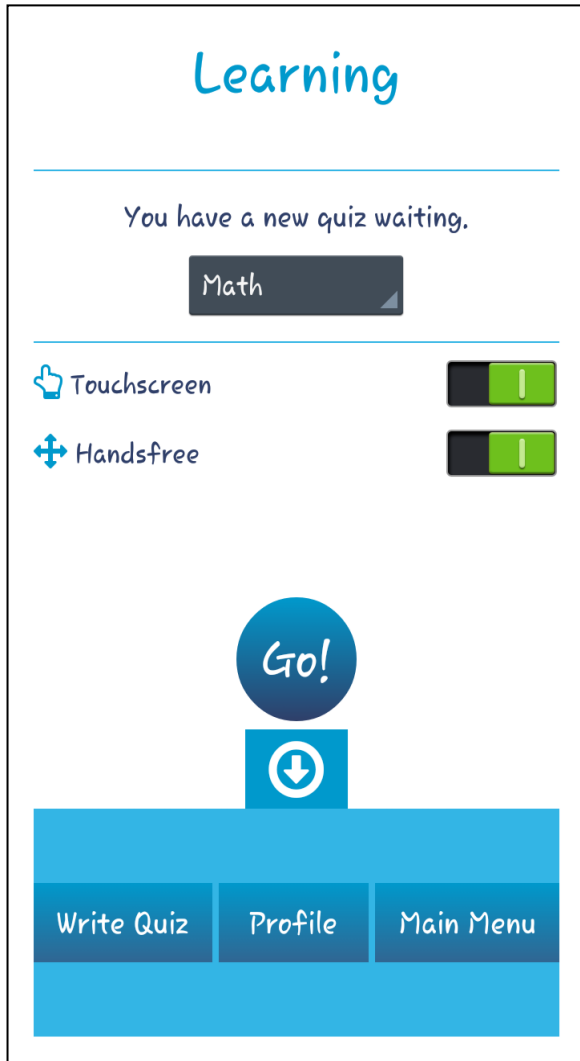 Learning
You have a new quiz waiting.
Math
Touchscreen
Handsfree
Go!
Write Quiz Profile Main Menu